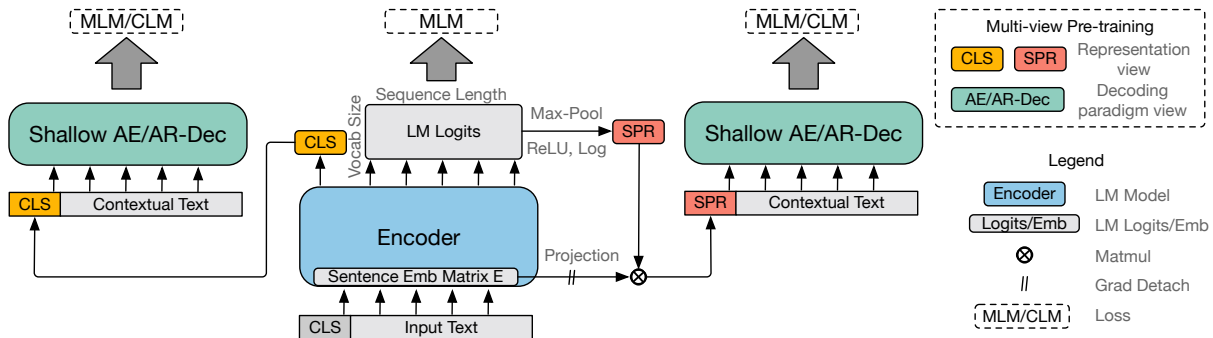 MLM/CLM
MLM
MLM/CLM
Multi-view Pre-training
CLS
SPR
Representation
view
AE/AR-Dec
Decoding
paradigm view
Sequence Length
Vocab Size
Shallow AE/AR-Dec
CLS
LM Logits
Max-Pool
ReLU, Log
SPR
Shallow AE/AR-Dec
CLS
Contextual Text
SPR
Contextual Text
Encoder
Sentence Emb Matrix E
Projection
CLS
Input Text
Legend
Encoder
LM Model
Logits/Emb
LM Logits/Emb
Matmul
//
Grad Detach
MLM/CLM
Loss